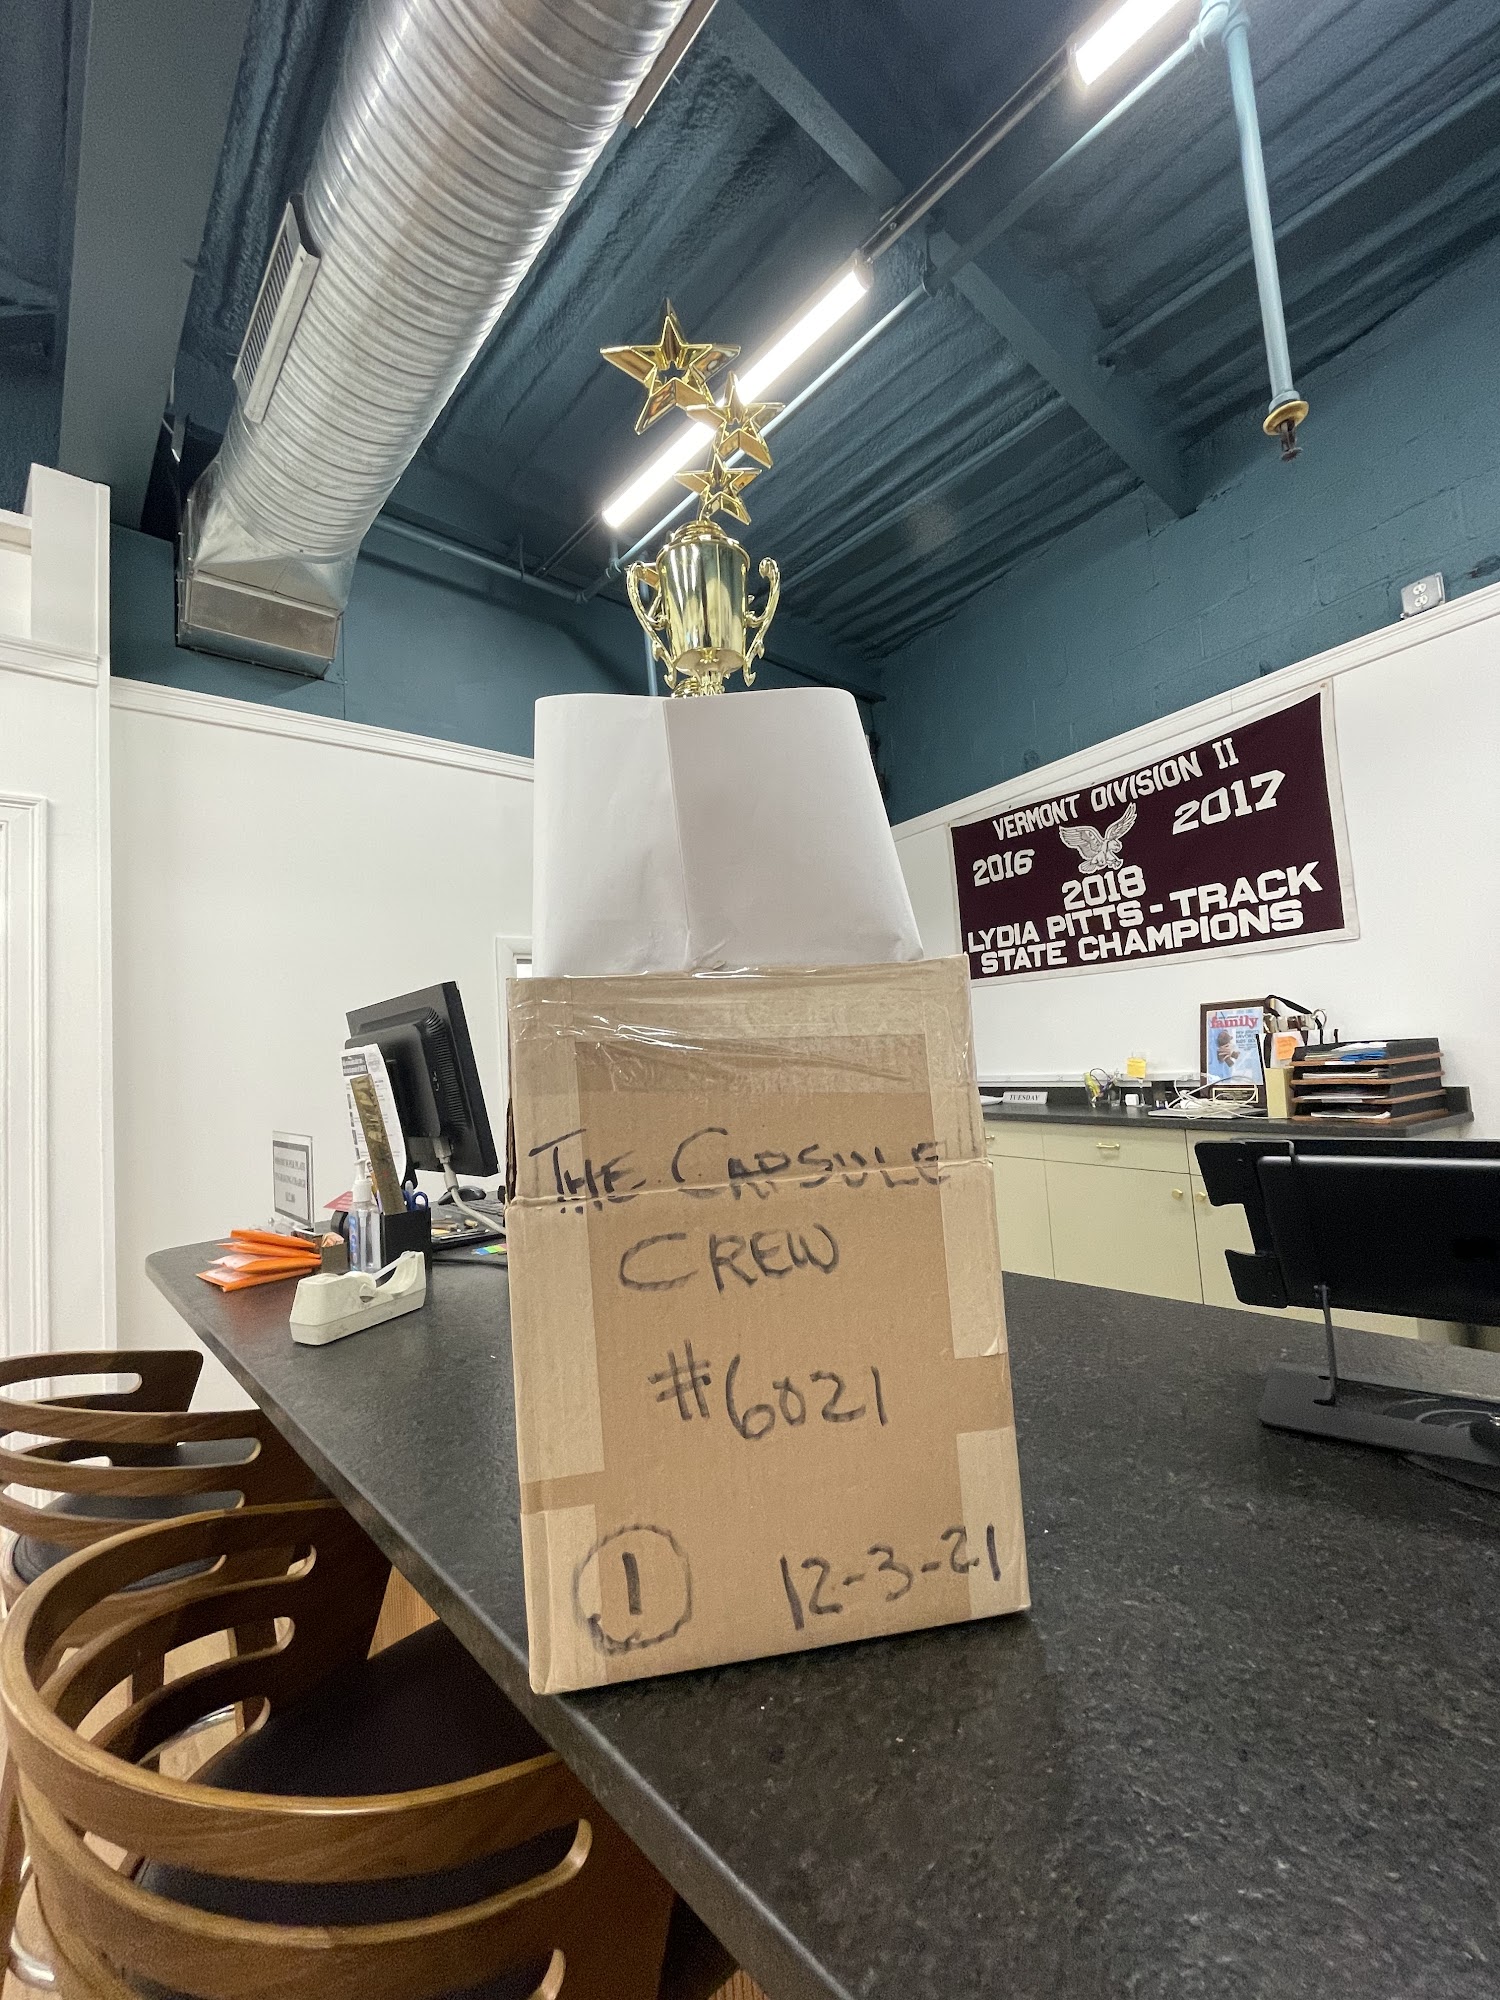 VERMONT DIVISION II
2016 2017
2018
LYDIA PITTS - TRACK
STATE CHAMPIONS
family
TUESDAY
THE CAPSULE
CREW
#6021
1 12-3-21